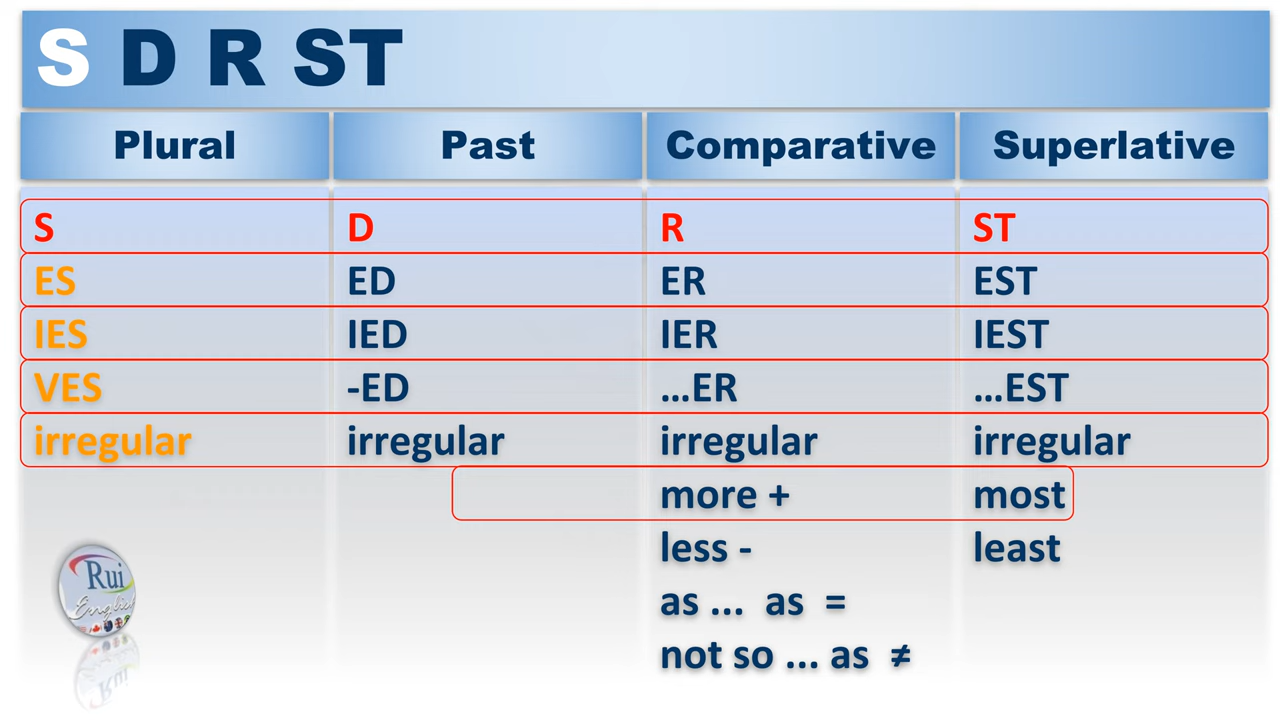 S D R ST
Plural Past Comparative Superlative
S D R ST
ES ED ER EST
IES IED IER IEST
VES -ED ...ER ...EST
irregular irregular irregular irregular
more + most
less - least
as ... as =
not so ... as ≠
Rui
English